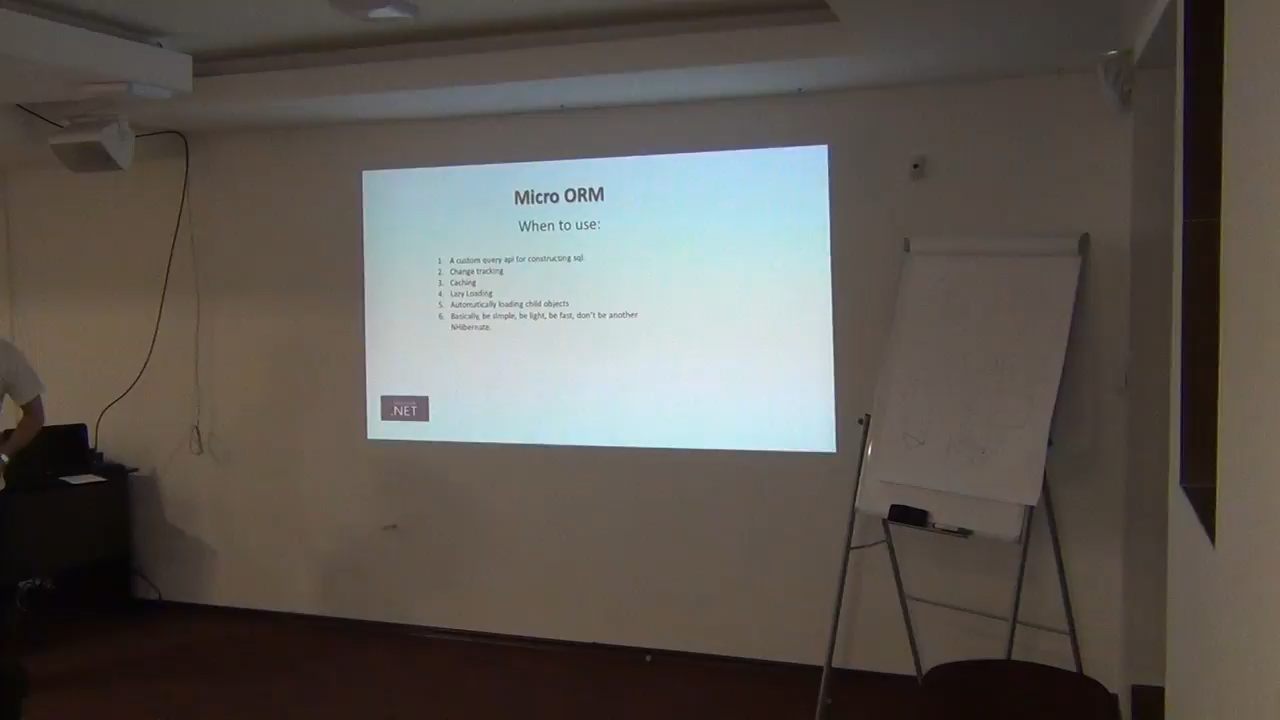 Micro ORM
When to use:
1. A custom query api for constructing sql.
2. Change tracking
3. Caching
4. Lazy Loading
5. Automatically loading child objects
6. Basically, be simple, be light, be fast, don't be another
NHibernate.
.NET